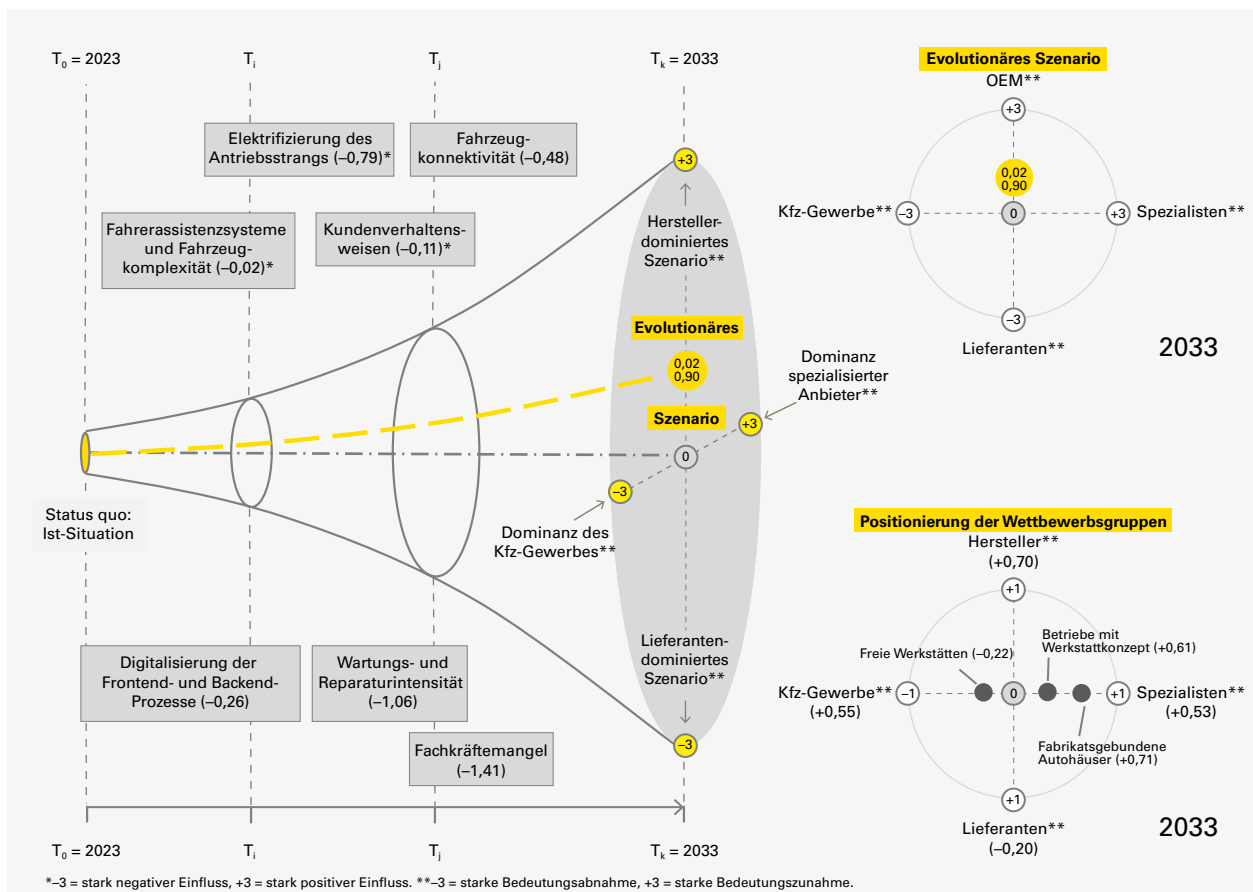 T₀ = 2023
Tᵢ
Tⱼ
Tₖ = 2033
Elektrifizierung des
Antriebsstrangs (–0,79)*
Fahrzeug-
konnektivität (–0,48)
Fahrerassistenzsysteme
und Fahrzeug-
komplexität (–0,02)*
Kundenverhaltens-
weisen (–0,11)*
+3
Hersteller-
dominiertes
Szenario**
Evolutionäres
0,02
0,90
Szenario
Dominanz
spezialisierter
Anbieter**
+3
0
–3
Dominanz des
Kfz-Gewerbes**
Status quo:
Ist-Situation
Lieferanten-
dominiertes
Szenario**
–3
Digitalisierung der
Frontend- und Backend-
Prozesse (–0,26)
Wartungs- und
Reparaturintensität
(–1,06)
Fachkräftemangel
(–1,41)
T₀ = 2023
Tᵢ
Tⱼ
Tₖ = 2033
Evolutionäres Szenario
OEM**
+3
0,02
0,90
Kfz-Gewerbe**
–3
0
+3
Spezialisten**
–3
Lieferanten**
2033
Positionierung der Wettbewerbsgruppen
Hersteller**
(+0,70)
+1
Betriebe mit
Werkstattkonzept (+0,61)
Freie Werkstätten (–0,22)
Kfz-Gewerbe**
(+0,55)
–1
0
+1
Spezialisten**
(+0,53)
Fabrikatsgebundene
Autohäuser (+0,71)
+1
Lieferanten**
(–0,20)
2033
*–3 = stark negativer Einfluss, +3 = stark positiver Einfluss. **–3 = starke Bedeutungsabnahme, +3 = starke Bedeutungszunahme.